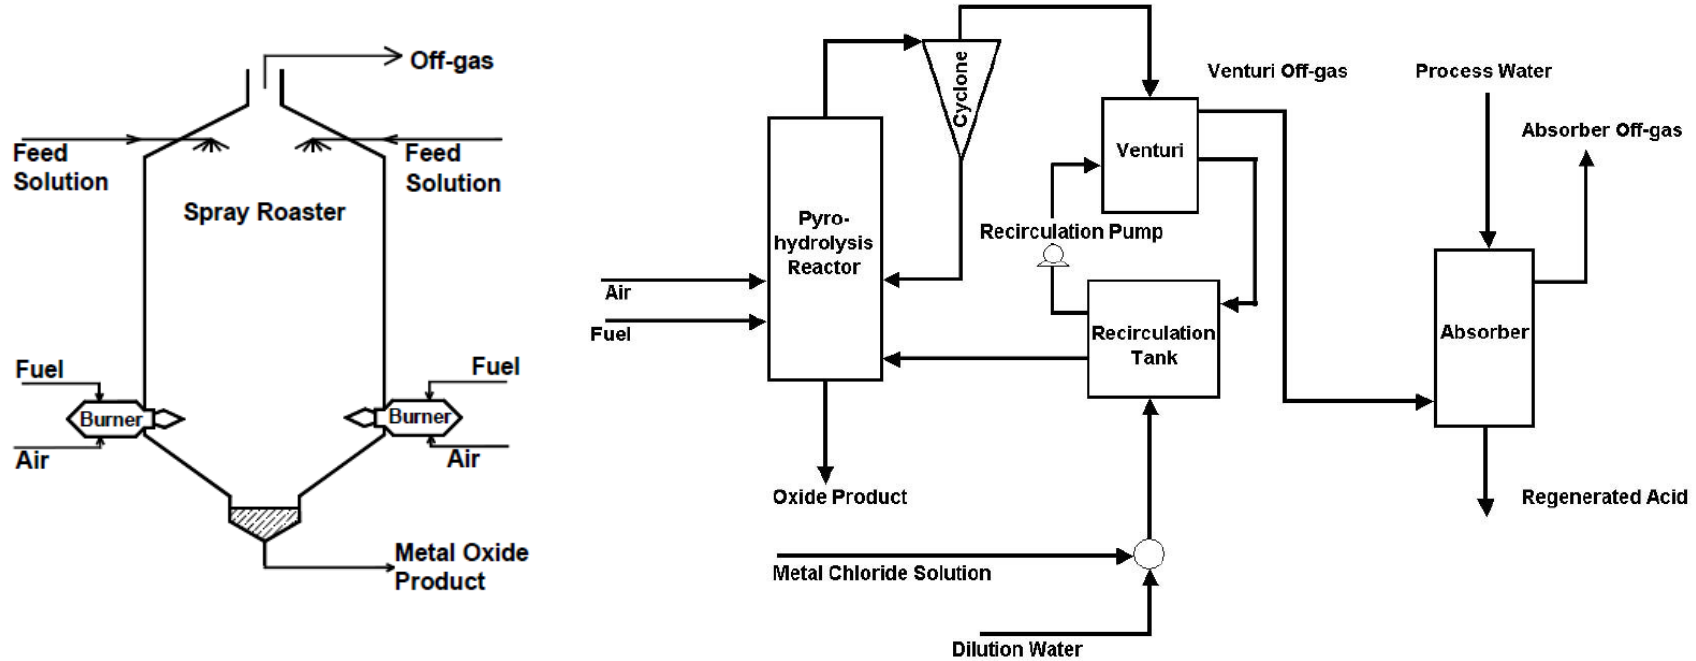 Off-gas
Feed
Solution
Feed
Solution
Spray Roaster
Fuel
Fuel
Burner
Burner
Air
Air
Metal Oxide
Product
Cyclone
Venturi Off-gas
Process Water
Absorber Off-gas
Venturi
Pyro-
hydrolysis
Reactor
Recirculation Pump
Air
Fuel
Recirculation
Tank
Absorber
Oxide Product
Regenerated Acid
Metal Chloride Solution
Dilution Water